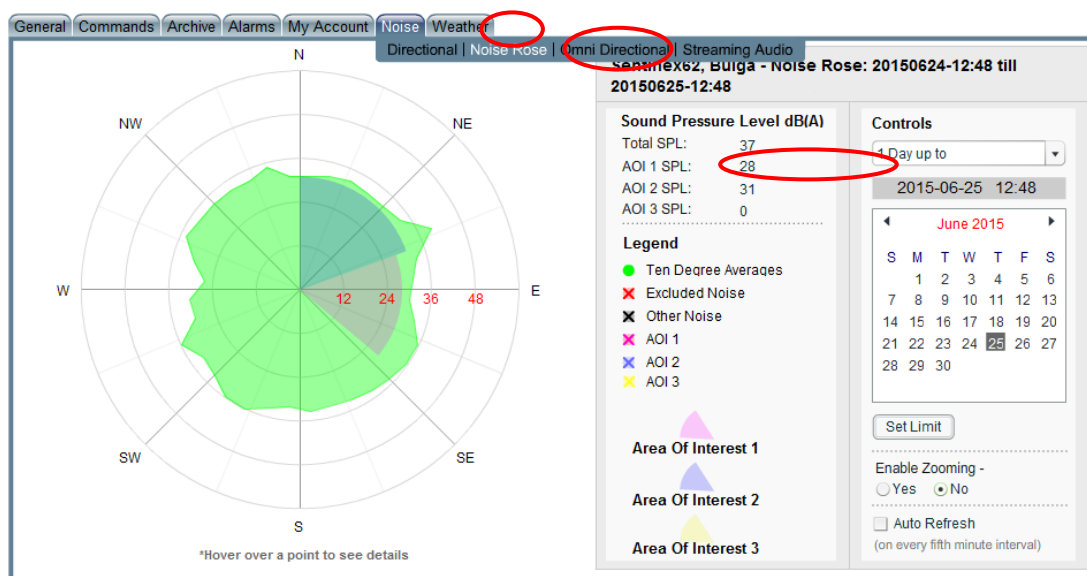 General Commands Archive Alarms My Account Noise Weather
Directional | Noise Rose | Omni Directional | Streaming Audio
Sentinex62, Bulga - Noise Rose: 20150624-12:48 till
20150625-12:48
N
NE
E
SE
S
SW
W
NW
12 24 36 48
*Hover over a point to see details
Sound Pressure Level dB(A)
Total SPL: 37
AOI 1 SPL: 28
AOI 2 SPL: 31
AOI 3 SPL: 0
Legend
Ten Degree Averages
Excluded Noise
Other Noise
AOI 1
AOI 2
AOI 3
Area Of Interest 1
Area Of Interest 2
Area Of Interest 3
Controls
1 Day up to
2015-06-25 12:48
June 2015
S M T W T F S
1 2 3 4 5 6
7 8 9 10 11 12 13
14 15 16 17 18 19 20
21 22 23 24 25 26 27
28 29 30
Set Limit
Enable Zooming -
Yes No
Auto Refresh
(on every fifth minute interval)